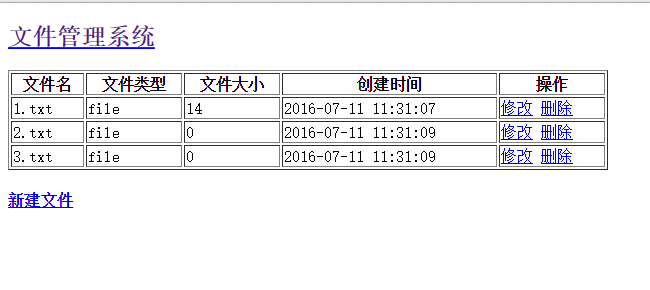 文件管理系统
文件名 文件类型 文件大小 创建时间 操作
1.txt file 14 2016-07-11 11:31:07 修改 删除
2.txt file 0 2016-07-11 11:31:09 修改 删除
3.txt file 0 2016-07-11 11:31:09 修改 删除
新建文件